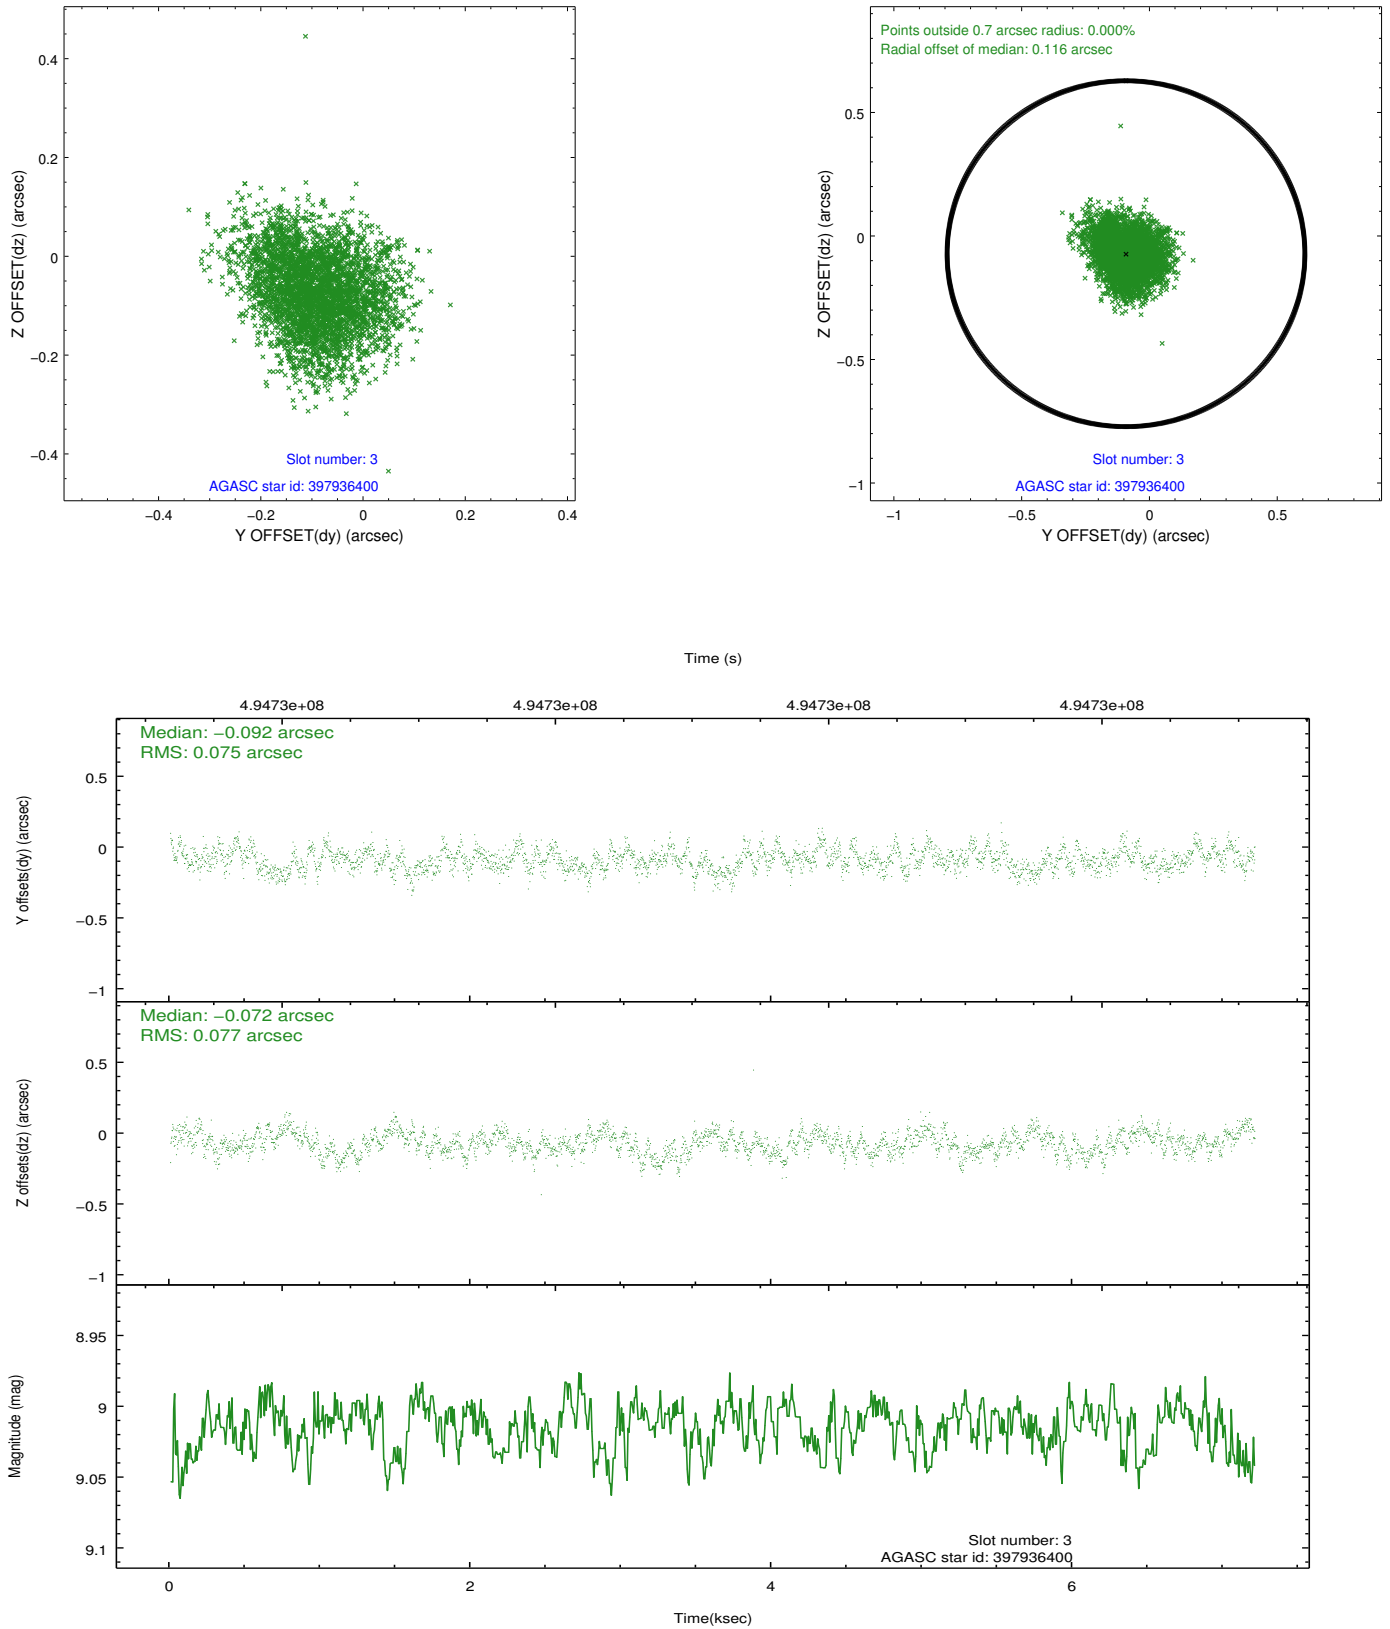 0.4
0.2
0
−0.2
−0.4
Z OFFSET(dz) (arcsec)
Slot number: 3
AGASC star id: 397936400
−0.4
−0.2
0
0.2
0.4
Y OFFSET(dy) (arcsec)
Points outside 0.7 arcsec radius: 0.000%
Radial offset of median: 0.116 arcsec
0.5
0
−0.5
−1
Z OFFSET(dz) (arcsec)
Slot number: 3
AGASC star id: 397936400
−1
−0.5
0
0.5
Y OFFSET(dy) (arcsec)
Time (s)
4.9473e+08
4.9473e+08
4.9473e+08
4.9473e+08
Median: −0.092 arcsec
RMS: 0.075 arcsec
0.5
0
−0.5
−1
Y offsets(dy) (arcsec)
Median: −0.072 arcsec
RMS: 0.077 arcsec
0.5
0
−0.5
−1
Z offsets(dz) (arcsec)
8.95
9
9.05
9.1
Magnitude (mag)
Slot number: 3
AGASC star id: 397936400
0
2
4
6
Time(ksec)